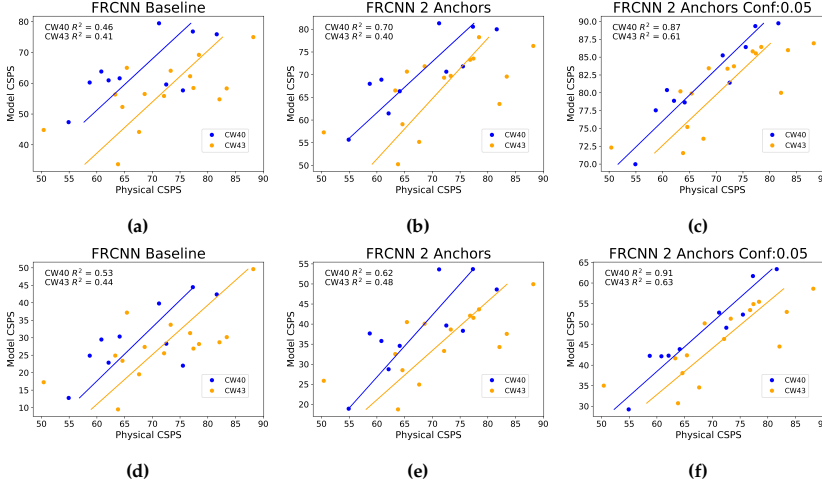 FRCNN Baseline
CW40 R² = 0.46
CW43 R² = 0.41
Model CSPS
80
70
60
50
40
50 55 60 65 70 75 80 85 90
Physical CSPS
CW40
CW43
(a)
FRCNN 2 Anchors
CW40 R² = 0.70
CW43 R² = 0.40
Model CSPS
80
75
70
65
60
55
50
50 55 60 65 70 75 80 85 90
Physical CSPS
CW40
CW43
(b)
FRCNN 2 Anchors Conf:0.05
CW40 R² = 0.87
CW43 R² = 0.61
Model CSPS
90.0
87.5
85.0
82.5
80.0
77.5
75.0
72.5
70.0
50 55 60 65 70 75 80 85 90
Physical CSPS
CW40
CW43
(c)
FRCNN Baseline
CW40 R² = 0.53
CW43 R² = 0.44
Model CSPS
50
45
40
35
30
25
20
15
10
50 55 60 65 70 75 80 85 90
Physical CSPS
CW40
CW43
(d)
FRCNN 2 Anchors
CW40 R² = 0.62
CW43 R² = 0.48
Model CSPS
55
50
45
40
35
30
25
20
50 55 60 65 70 75 80 85 90
Physical CSPS
CW40
CW43
(e)
FRCNN 2 Anchors Conf:0.05
CW40 R² = 0.91
CW43 R² = 0.63
Model CSPS
65
60
55
50
45
40
35
30
50 55 60 65 70 75 80 85 90
Physical CSPS
CW40
CW43
(f)